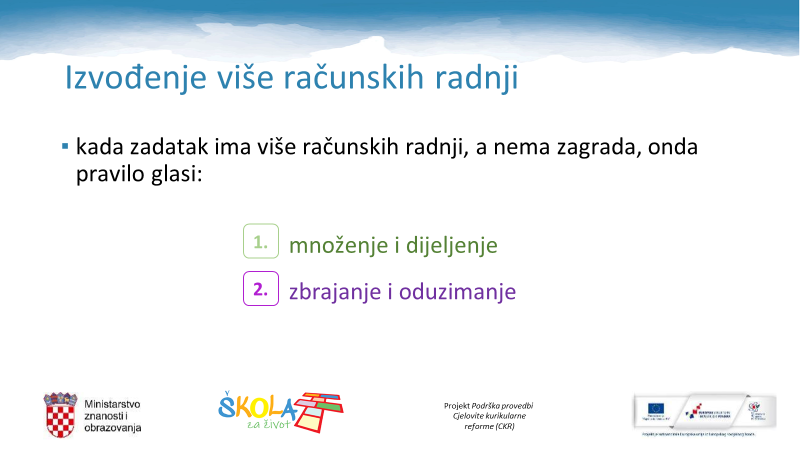 Izvođenje više računskih radnji
▪ kada zadatak ima više računskih radnji, a nema zagrada, onda
pravilo glasi:
1. množenje i dijeljenje
2. zbrajanje i oduzimanje
Ministarstvo
znanosti i
obrazovanja
ŠKOLA
za život
Projekt Podrška provedbi
Cjelovite kurikularne
reforme (CKR)